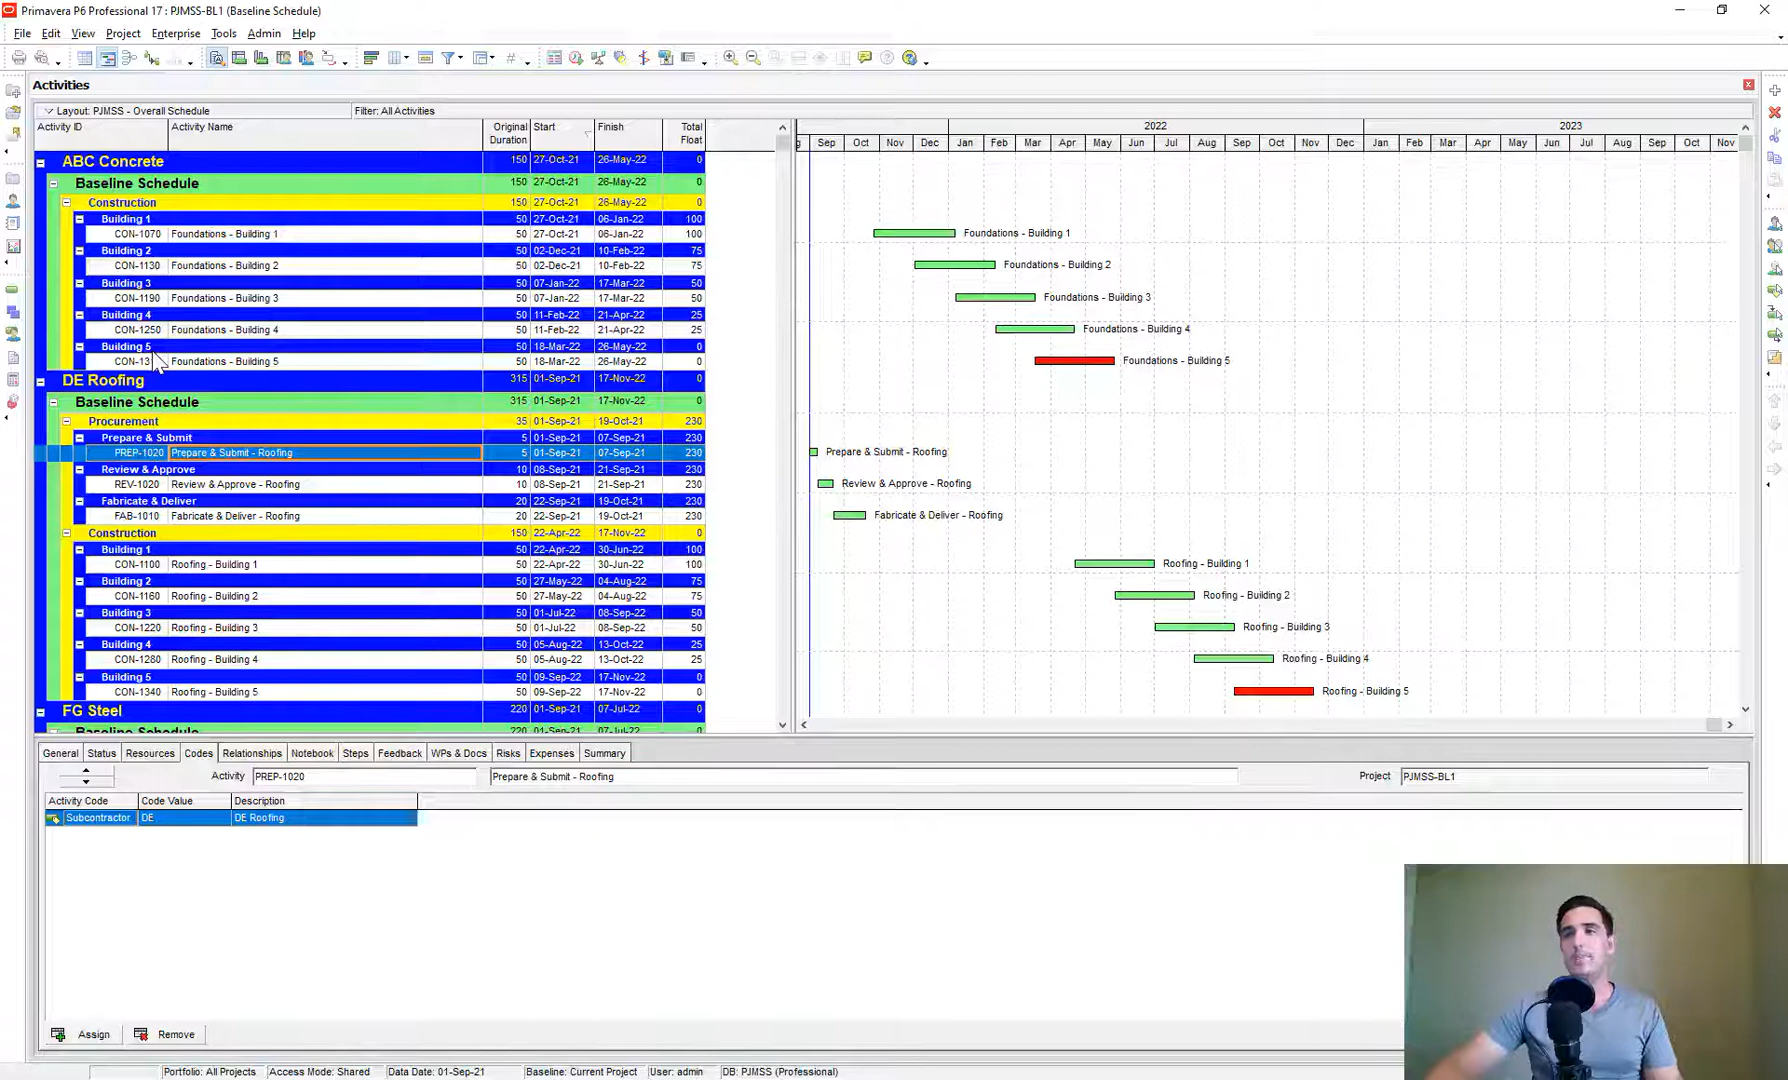 Primavera P6 Professional 17 : PJMSS-BL1 (Baseline Schedule)
File Edit View Project Enterprise Tools Admin Help
Activities
Layout: PJMSS - Overall Schedule Filter: All Activities
Activity ID Activity Name Original Duration Start Finish Total Float
2022 2023
Sep Oct Nov Dec Jan Feb Mar Apr May Jun Jul Aug Sep Oct Nov Dec Jan Feb Mar Apr May Jun Jul Aug Sep Oct Nov
ABC Concrete 150 27-Oct-21 26-May-22 0
Baseline Schedule 150 27-Oct-21 26-May-22 0
Construction 150 27-Oct-21 26-May-22 0
Building 1 50 27-Oct-21 06-Jan-22 100
CON-1070 Foundations - Building 1 50 27-Oct-21 06-Jan-22 100 Foundations - Building 1
Building 2 50 02-Dec-21 10-Feb-22 75
CON-1130 Foundations - Building 2 50 02-Dec-21 10-Feb-22 75 Foundations - Building 2
Building 3 50 07-Jan-22 17-Mar-22 50
CON-1190 Foundations - Building 3 50 07-Jan-22 17-Mar-22 50 Foundations - Building 3
Building 4 50 11-Feb-22 21-Apr-22 25
CON-1250 Foundations - Building 4 50 11-Feb-22 21-Apr-22 25 Foundations - Building 4
Building 5 50 18-Mar-22 26-May-22 0
CON-13 Foundations - Building 5 50 18-Mar-22 26-May-22 0 Foundations - Building 5
DE Roofing 315 01-Sep-21 17-Nov-22 0
Baseline Schedule 315 01-Sep-21 17-Nov-22 0
Procurement 35 01-Sep-21 19-Oct-21 230
Prepare & Submit 5 01-Sep-21 07-Sep-21 230
PREP-1020 Prepare & Submit - Roofing 5 01-Sep-21 07-Sep-21 230 Prepare & Submit - Roofing
Review & Approve 10 08-Sep-21 21-Sep-21 230
REV-1020 Review & Approve - Roofing 10 08-Sep-21 21-Sep-21 230 Review & Approve - Roofing
Fabricate & Deliver 20 22-Sep-21 19-Oct-21 230
FAB-1010 Fabricate & Deliver - Roofing 20 22-Sep-21 19-Oct-21 230 Fabricate & Deliver - Roofing
Construction 150 22-Apr-22 17-Nov-22 0
Building 1 50 22-Apr-22 30-Jun-22 100
CON-1100 Roofing - Building 1 50 22-Apr-22 30-Jun-22 100 Roofing - Building 1
Building 2 50 27-May-22 04-Aug-22 75
CON-1160 Roofing - Building 2 50 27-May-22 04-Aug-22 75 Roofing - Building 2
Building 3 50 01-Jul-22 08-Sep-22 50
CON-1220 Roofing - Building 3 50 01-Jul-22 08-Sep-22 50 Roofing - Building 3
Building 4 50 05-Aug-22 13-Oct-22 25
CON-1280 Roofing - Building 4 50 05-Aug-22 13-Oct-22 25 Roofing - Building 4
Building 5 50 09-Sep-22 17-Nov-22 0
CON-1340 Roofing - Building 5 50 09-Sep-22 17-Nov-22 0 Roofing - Building 5
FG Steel 220 01-Sep-21 07-Jul-22 0
Baseline Schedule 220 01-Sep-21 07-Jul-22 0
General Status Resources Codes Relationships Notebook Steps Feedback WPs & Docs Risks Expenses Summary
Activity PREP-1020 Prepare & Submit - Roofing Project PJMSS-BL1
Activity Code Code Value Description
Subcontractor DE DE Roofing
Assign Remove
Portfolio: All Projects Access Mode: Shared Data Date: 01-Sep-21 Baseline: Current Project User: admin DB: PJMSS (Professional)